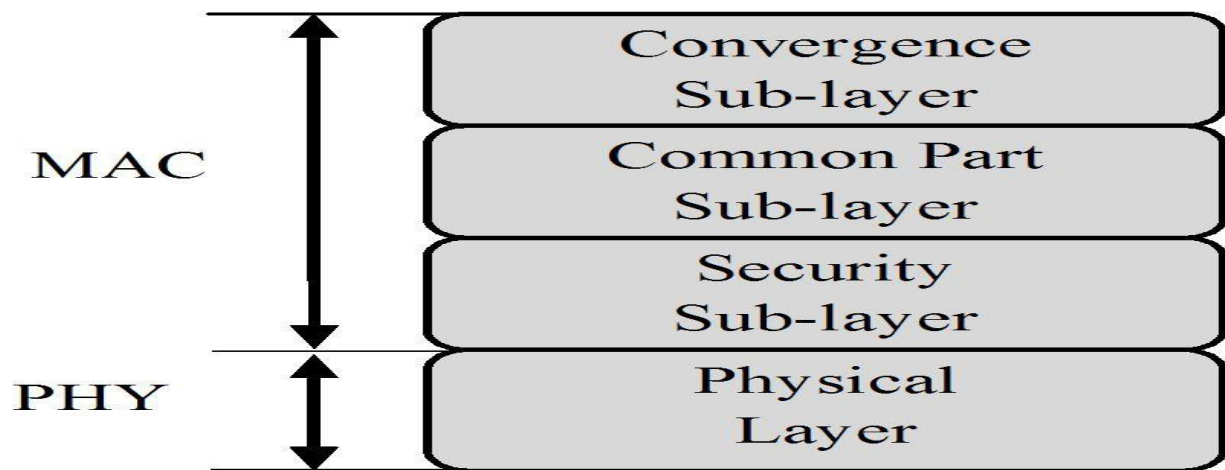 Convergence
Sub-layer
MAC
Common Part
Sub-layer
Security
Sub-layer
PHY
Physical
Layer